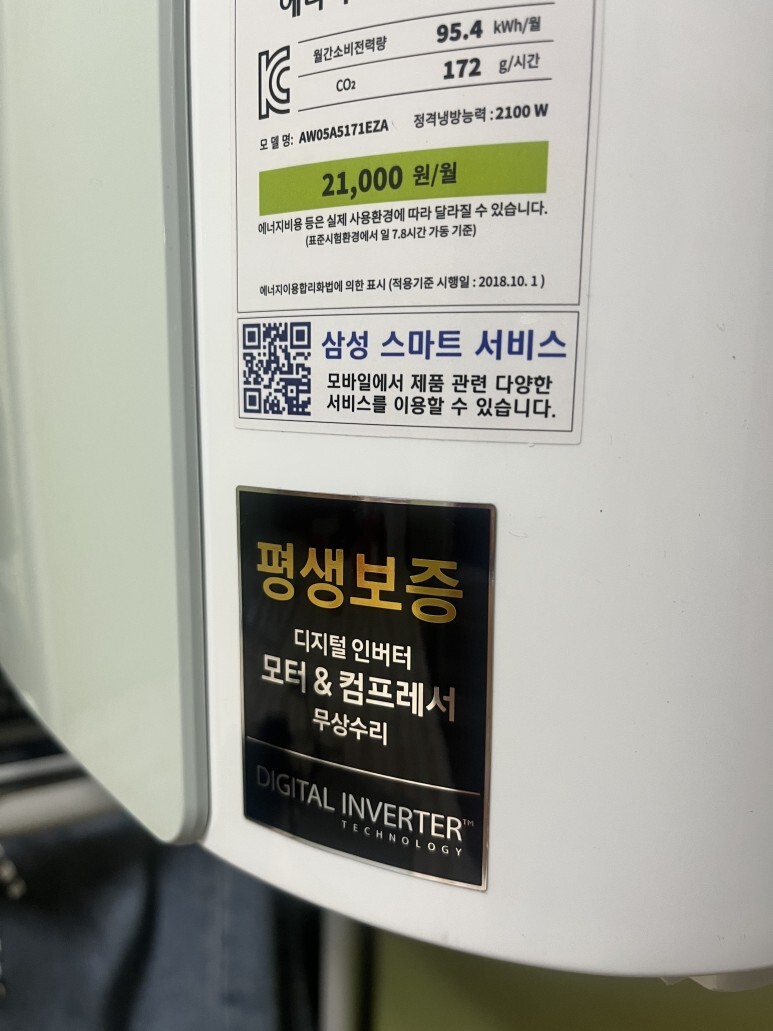 월간소비전력량 95.4 kWh/월
CO₂ 172 g/시간
모 델 명: AW05A5171EZA 정격냉방능력 : 2100 W
21,000 원/월
에너지비용 등은 실제 사용환경에 따라 달라질 수 있습니다.
(표준시험환경에서 일 7.8시간 가동 기준)
에너지이용합리화법에 의한 표시 (적용기준 시행일 : 2018.10. 1 )
삼성 스마트 서비스
모바일에서 제품 관련 다양한
서비스를 이용할 수 있습니다.
평생보증
디지털 인버터
모터 & 컴프레서
무상수리
DIGITAL INVERTER™
TECHNOLOGY